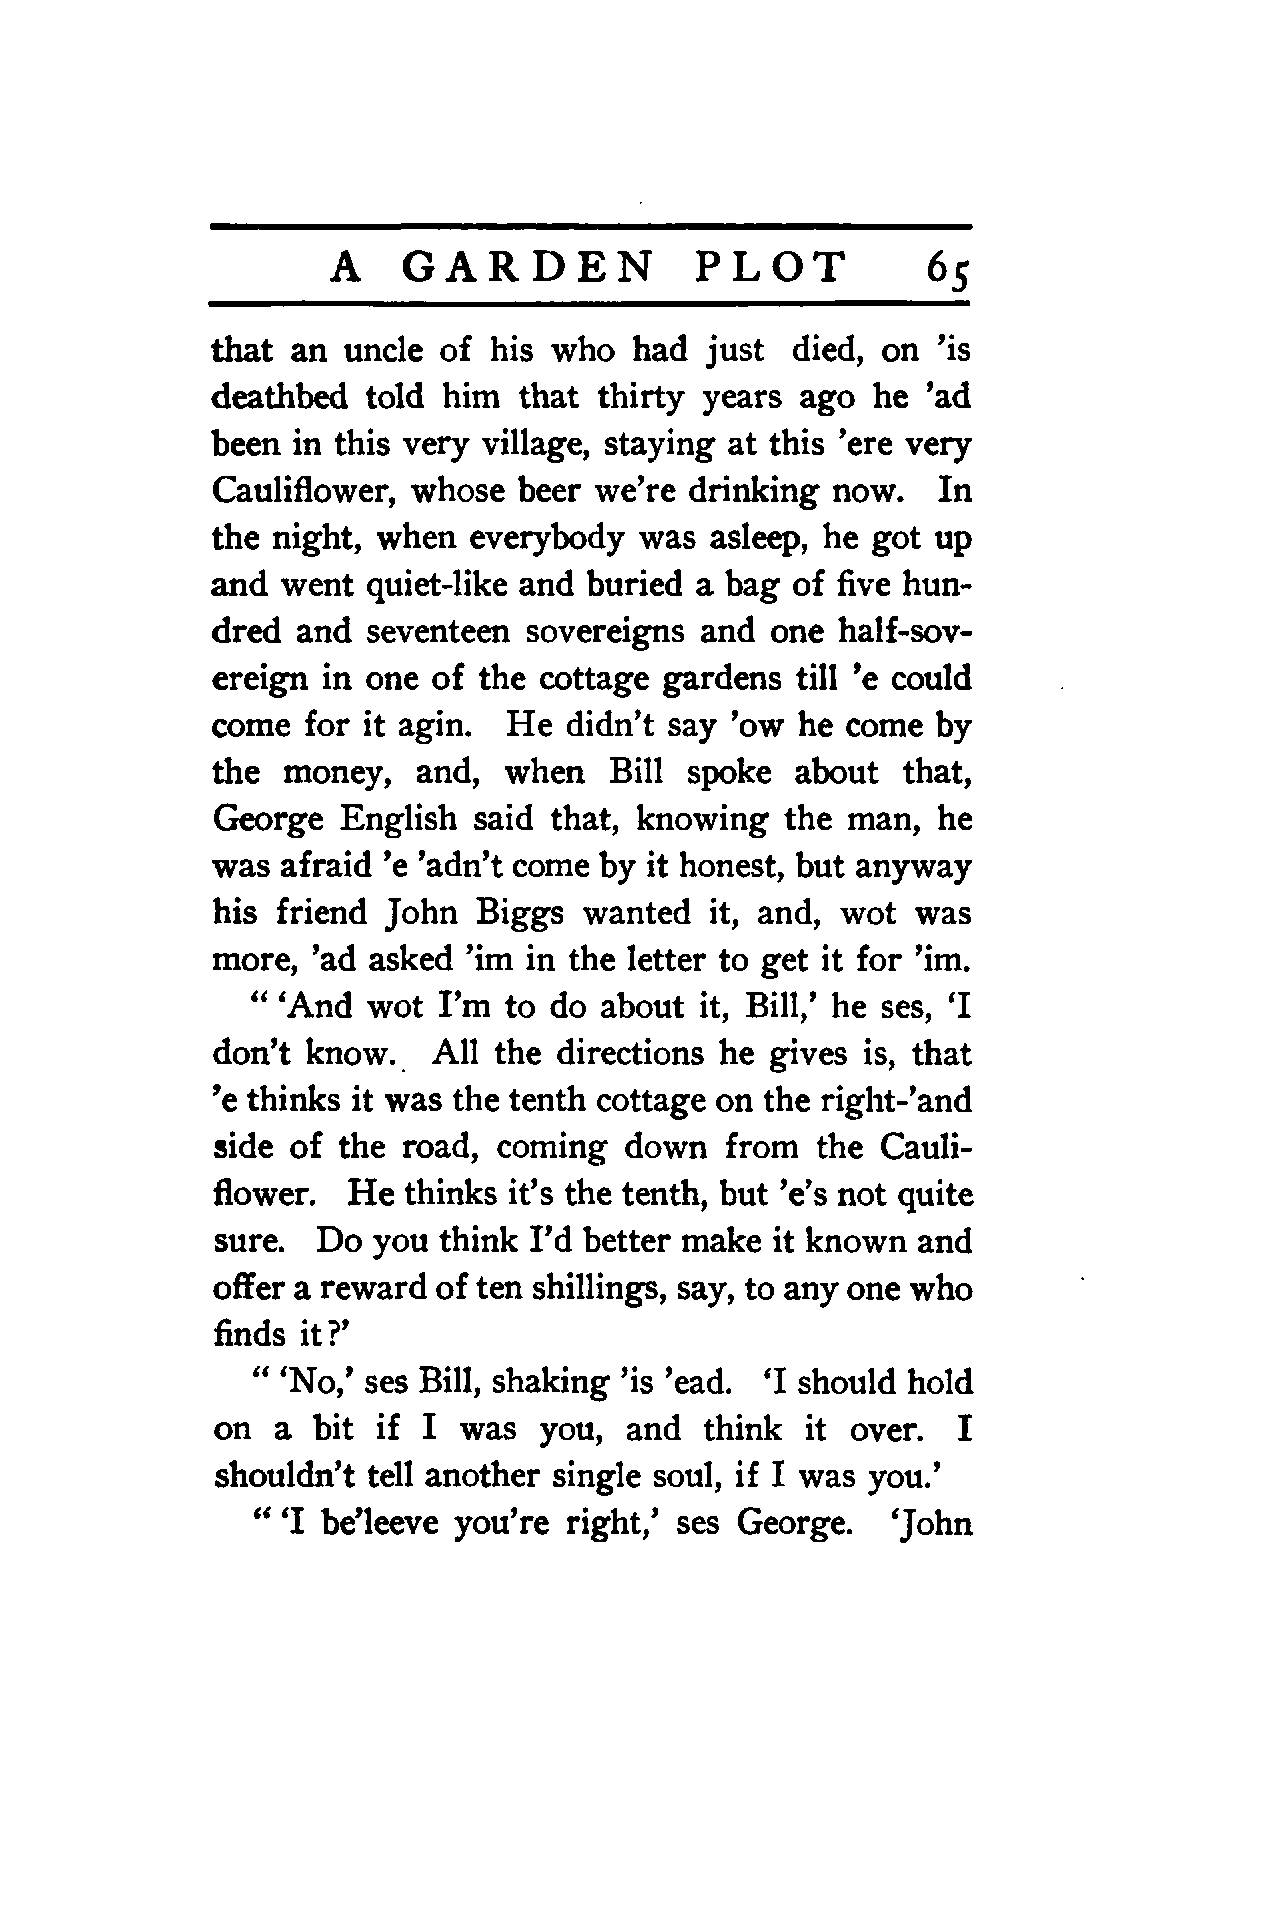 A GARDEN PLOT 65
that an uncle of his who had just died, on ’is
deathbed told him that thirty years ago he ’ad
been in this very village, staying at this ’ere very
Cauliflower, whose beer we’re drinking now. In
the night, when everybody was asleep, he got up
and went quiet-like and buried a bag of five hun-
dred and seventeen sovereigns and one half-sov-
ereign in one of the cottage gardens till ’e could
come for it agin. He didn’t say ’ow he come by
the money, and, when Bill spoke about that,
George English said that, knowing the man, he
was afraid ’e ’adn’t come by it honest, but anyway
his friend John Biggs wanted it, and, wot was
more, ’ad asked ’im in the letter to get it for ’im.
“ ‘And wot I’m to do about it, Bill,’ he ses, ‘I
don’t know. All the directions he gives is, that
’e thinks it was the tenth cottage on the right-’and
side of the road, coming down from the Cauli-
flower. He thinks it’s the tenth, but ’e’s not quite
sure. Do you think I’d better make it known and
offer a reward of ten shillings, say, to any one who
finds it?’
“ ‘No,’ ses Bill, shaking ’is ’ead. ‘I should hold
on a bit if I was you, and think it over. I
shouldn’t tell another single soul, if I was you.’
“ ‘I be’leeve you’re right,’ ses George. ‘John